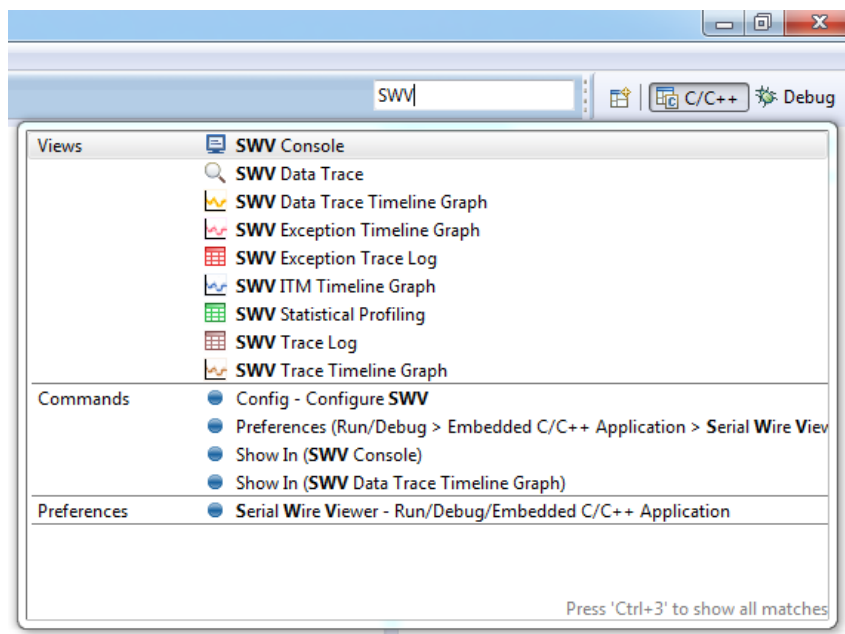 SWV
C/C++
Debug
Views
SWV Console
SWV Data Trace
SWV Data Trace Timeline Graph
SWV Exception Timeline Graph
SWV Exception Trace Log
SWV ITM Timeline Graph
SWV Statistical Profiling
SWV Trace Log
SWV Trace Timeline Graph
Commands
Config - Configure SWV
Preferences (Run/Debug > Embedded C/C++ Application > Serial Wire View
Show In (SWV Console)
Show In (SWV Data Trace Timeline Graph)
Preferences
Serial Wire Viewer - Run/Debug/Embedded C/C++ Application
Press 'Ctrl+3' to show all matches